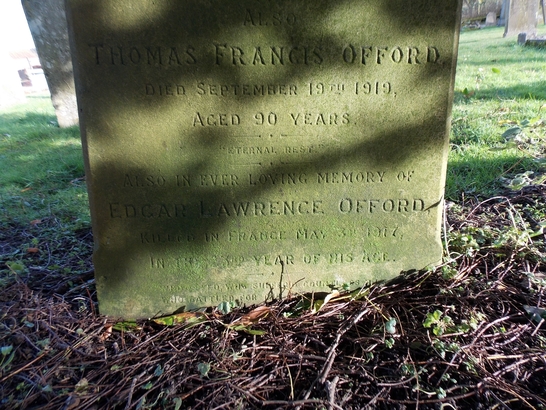 ALSO
THOMAS FRANCIS OFFORD,
DIED SEPTEMBER 19TH 1919,
AGED 90 YEARS.
"ETERNAL REST"
ALSO IN EVER LOVING MEMORY OF
EDGAR LAWRENCE OFFORD,
KILLED IN FRANCE MAY 3RD 1917,
IN HIS YEAR OF HIS AGE.